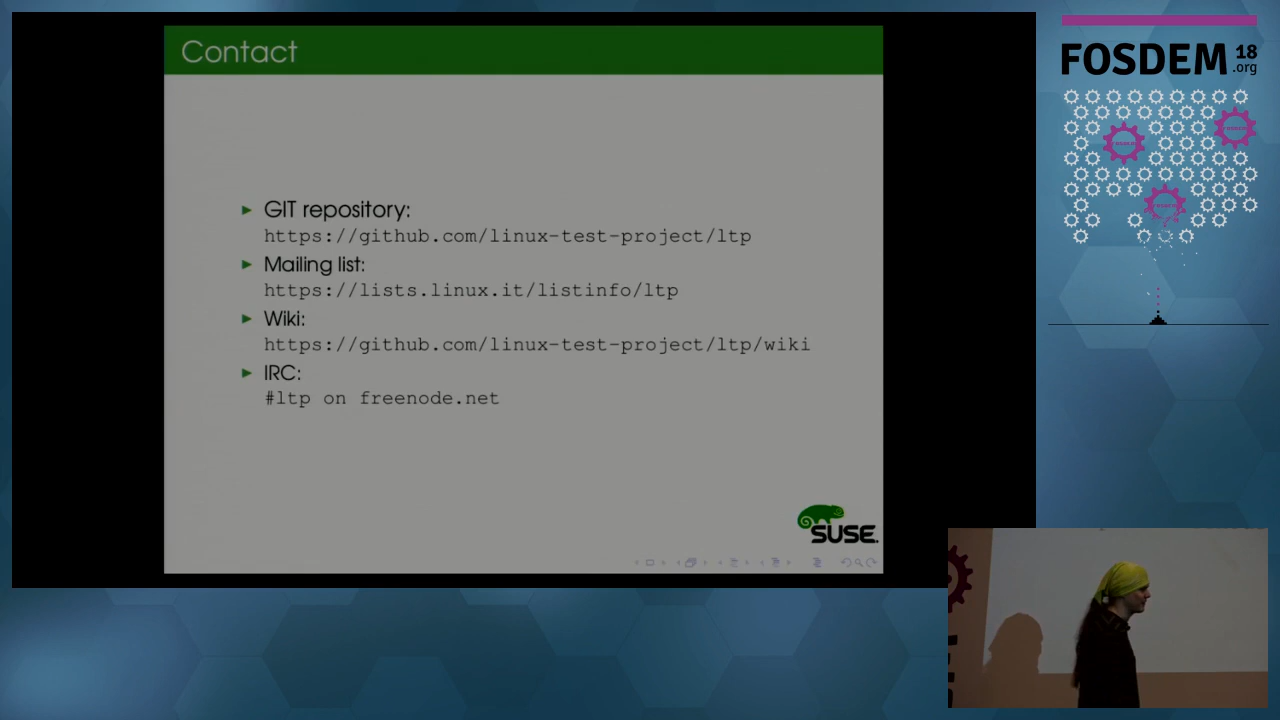 Contact
GIT repository:
https://github.com/linux-test-project/ltp
Mailing list:
https://lists.linux.it/listinfo/ltp
Wiki:
https://github.com/linux-test-project/ltp/wiki
IRC:
#ltp on freenode.net
SUSE.
FOSDEM 18
.org